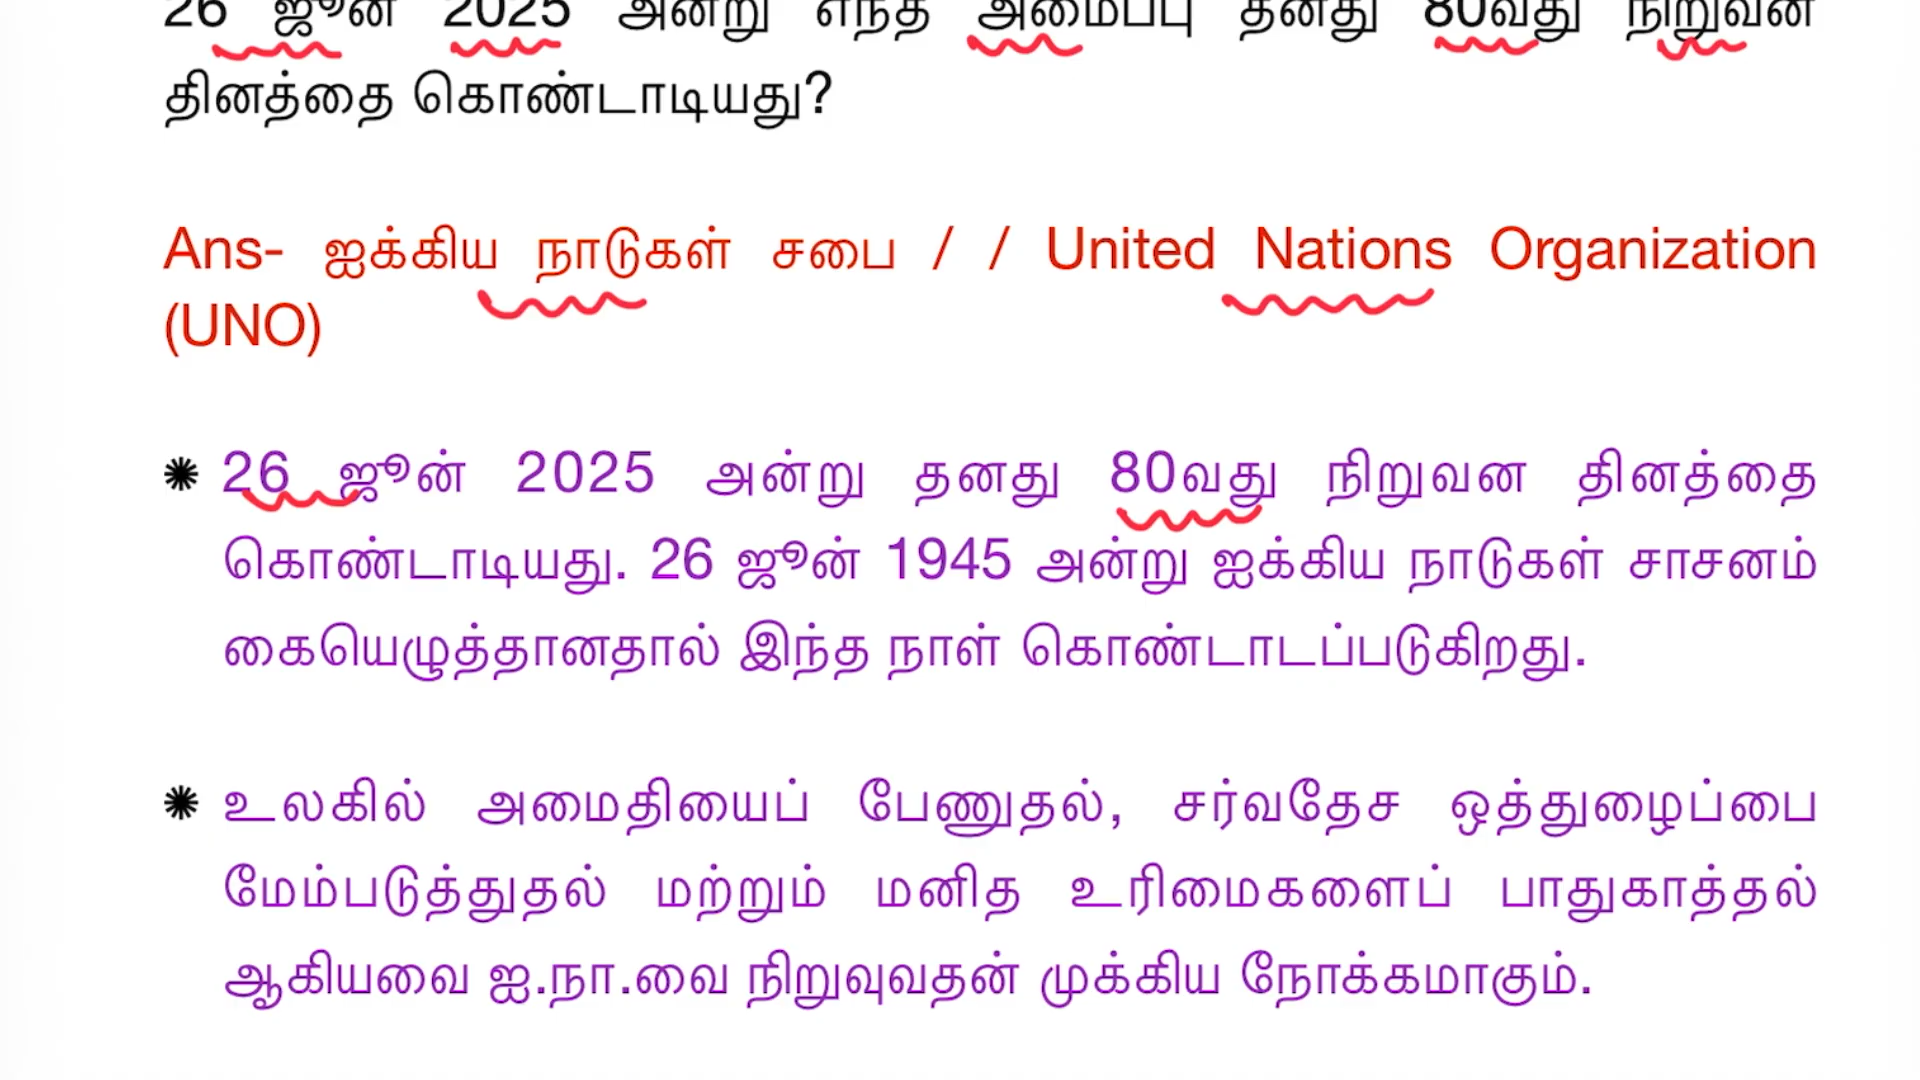 26 ஜூன் 2025 அன்று எந்த அமைப்பு தனது 80வது நிறுவன
தினத்தை கொண்டாடியது?
Ans- ஐக்கிய நாடுகள் சபை / / United Nations Organization
(UNO)
✺ 26 ஜூன் 2025 அன்று தனது 80வது நிறுவன தினத்தை
கொண்டாடியது. 26 ஜூன் 1945 அன்று ஐக்கிய நாடுகள் சாசனம்
கையெழுத்தானதால் இந்த நாள் கொண்டாடப்படுகிறது.
✺ உலகில் அமைதியைப் பேணுதல், சர்வதேச ஒத்துழைப்பை
மேம்படுத்துதல் மற்றும் மனித உரிமைகளைப் பாதுகாத்தல்
ஆகியவை ஐ.நா.வை நிறுவுவதன் முக்கிய நோக்கமாகும்.